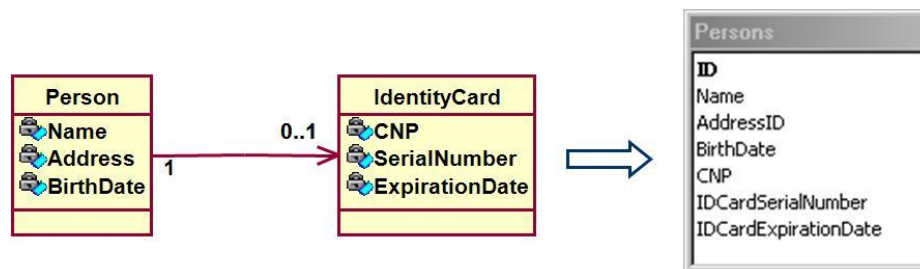 Person
Name
Address
BirthDate
1
0..1
IdentityCard
CNP
SerialNumber
ExpirationDate
Persons
ID
Name
AddressID
BirthDate
CNP
IDCardSerialNumber
IDCardExpirationDate